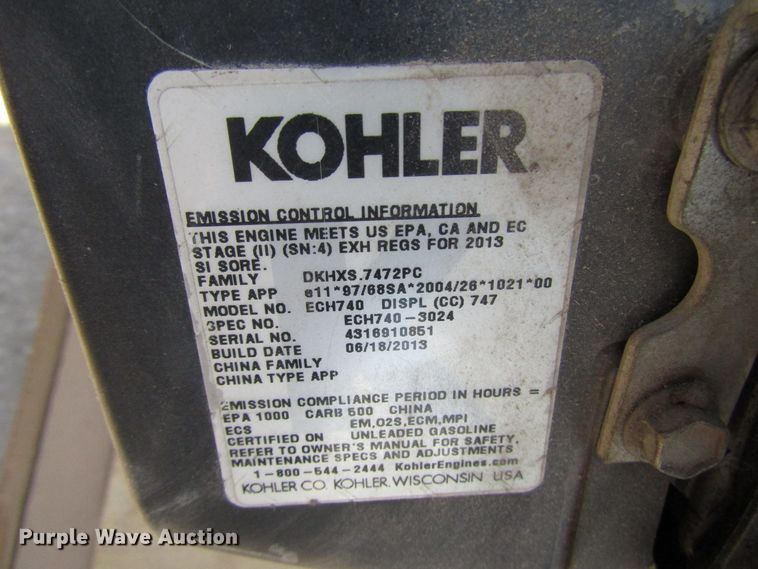 KOHLER.
EMISSION CONTROL INFORMATION
THIS ENGINE MEETS US EPA, CA AND EC
STAGE (II) (SN:4) EXH REGS FOR 2013
SI SORE.
FAMILY DKHXS.7472PC
TYPE APP e11*97/68SA*2004/26*1021*00
MODEL NO. ECH740 DISPL (CC) 747
SPEC NO. ECH740-3024
SERIAL NO. 4316910851
BUILD DATE 06/18/2013
CHINA FAMILY
CHINA TYPE APP
EMISSION COMPLIANCE PERIOD IN HOURS =
EPA 1000 CARB 500 CHINA
ECS EM,O2S,ECM,MPI
CERTIFIED ON UNLEADED GASOLINE
REFER TO OWNER'S MANUAL FOR SAFETY,
MAINTENANCE SPECS AND ADJUSTMENTS
1-800-544-2444 KohlerEngines.com
KOHLER CO. KOHLER, WISCONSIN USA
Purple Wave Auction